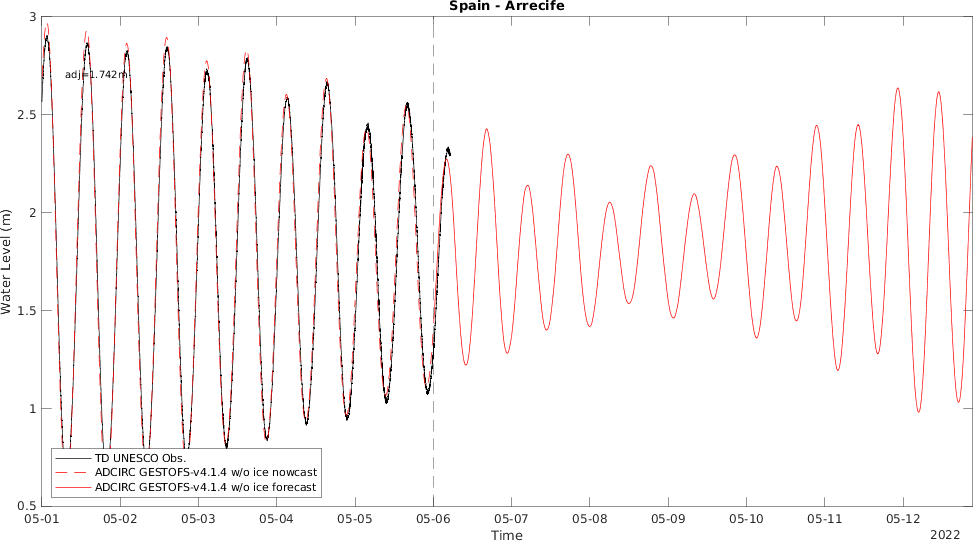 Spain - Arrecife
3
adj=1.742m
2.5
2
Water Level (m)
1.5
1
TD UNESCO Obs.
ADCIRC GESTOFS-v4.1.4 w/o ice nowcast
ADCIRC GESTOFS-v4.1.4 w/o ice forecast
0.5
05-01 05-02 05-03 05-04 05-05 05-06 05-07 05-08 05-09 05-10 05-11 05-12
Time
2022